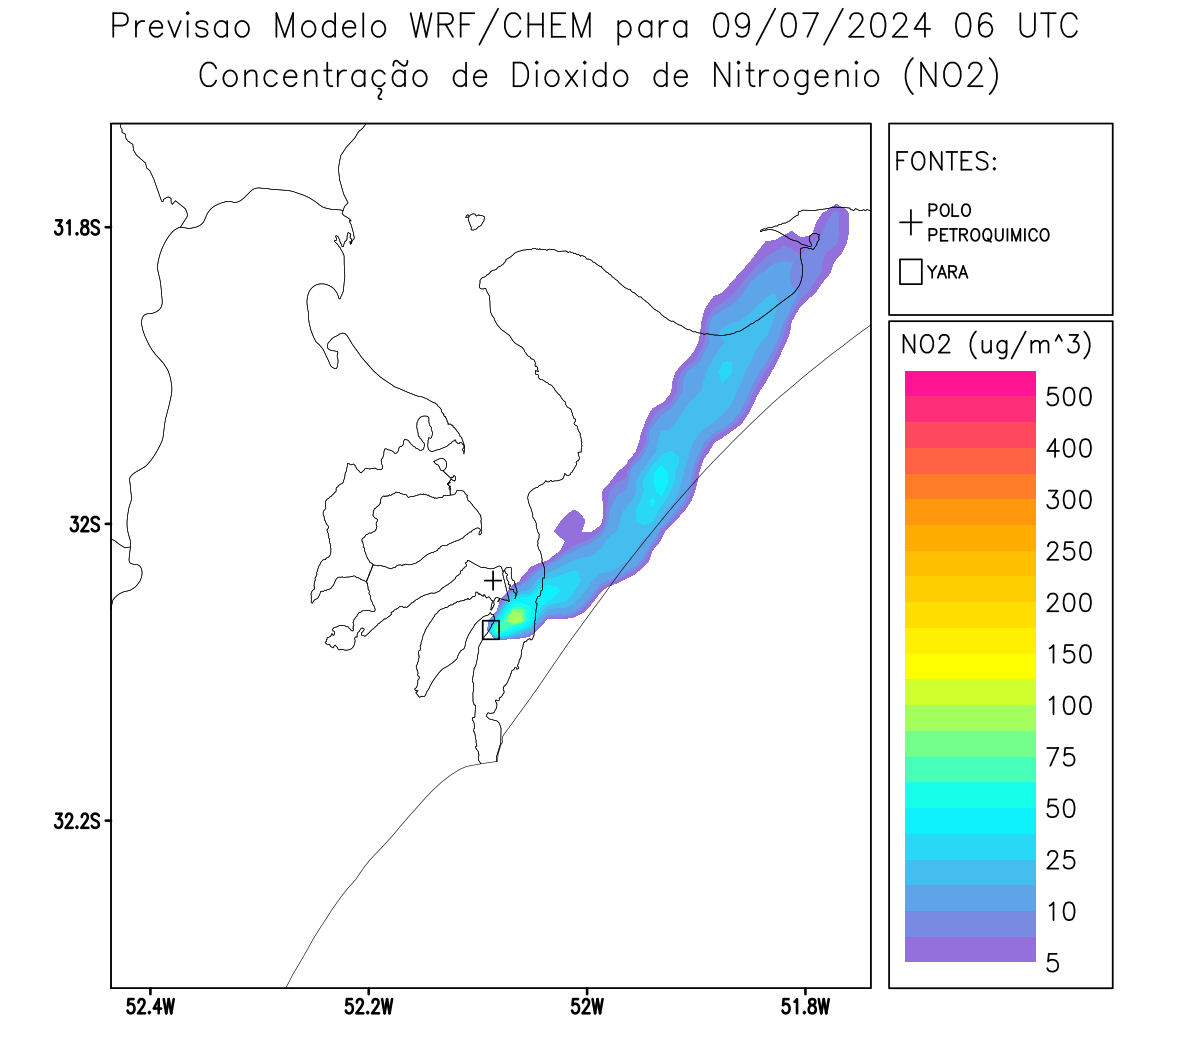 Previsao Modelo WRF/CHEM para 09/07/2024 06 UTC
Concentração de Dioxido de Nitrogenio (NO2)
31.8S
32S
32.2S
52.4W
52.2W
52W
51.8W
FONTES:
POLO
PETROQUIMICO
YARA
NO2 (ug/m^3)
500
400
300
250
200
150
100
75
50
25
10
5